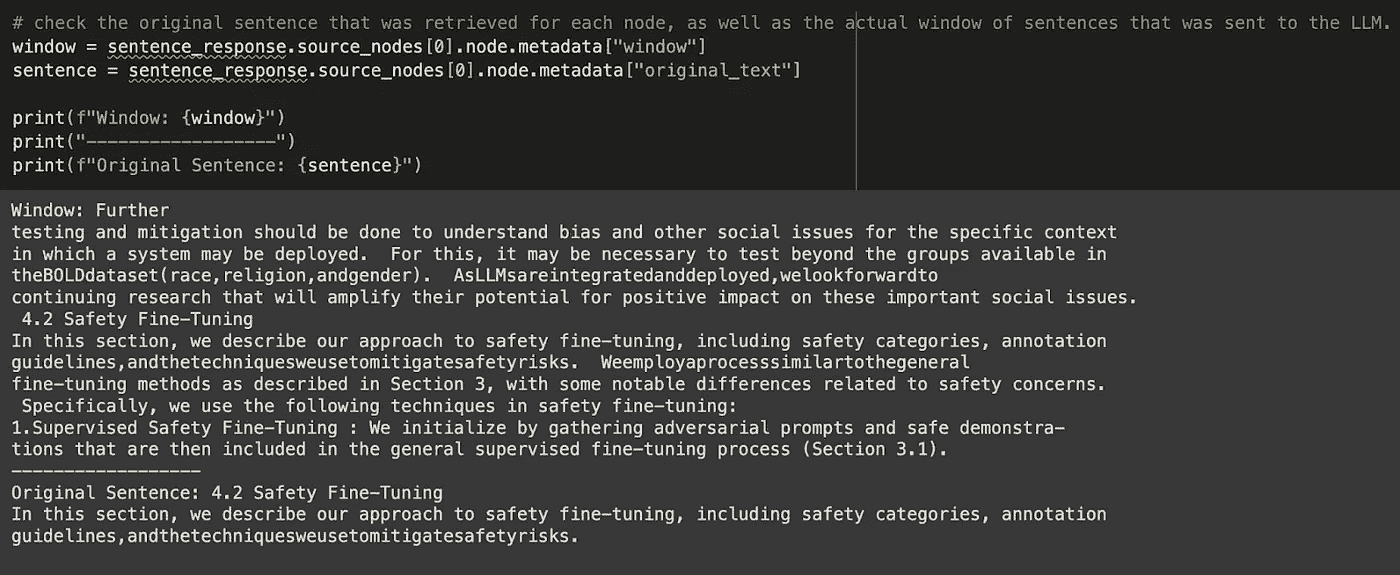 # check the original sentence that was retrieved for each node, as well as the actual window of sentences that was sent to the LLM.
window = sentence_response.source_nodes[0].node.metadata["window"]
sentence = sentence_response.source_nodes[0].node.metadata["original_text"]

print(f"Window: {window}")
print("------------------")
print(f"Original Sentence: {sentence}")
Window: Further
testing and mitigation should be done to understand bias and other social issues for the specific context
in which a system may be deployed.  For this, it may be necessary to test beyond the groups available in
theBOLDdataset(race,religion,andgender).  AsLLMsareintegratedanddeployed,welookforwardto
continuing research that will amplify their potential for positive impact on these important social issues.
 4.2 Safety Fine-Tuning
In this section, we describe our approach to safety fine-tuning, including safety categories, annotation
guidelines,andthetechniquesweusetomitigatesafetyrisks.  Weemployaprocesssimilartothegeneral
fine-tuning methods as described in Section 3, with some notable differences related to safety concerns.
 Specifically, we use the following techniques in safety fine-tuning:
1.Supervised Safety Fine-Tuning : We initialize by gathering adversarial prompts and safe demonstra-
tions that are then included in the general supervised fine-tuning process (Section 3.1).
------------------
Original Sentence: 4.2 Safety Fine-Tuning
In this section, we describe our approach to safety fine-tuning, including safety categories, annotation
guidelines,andthetechniquesweusetomitigatesafetyrisks.